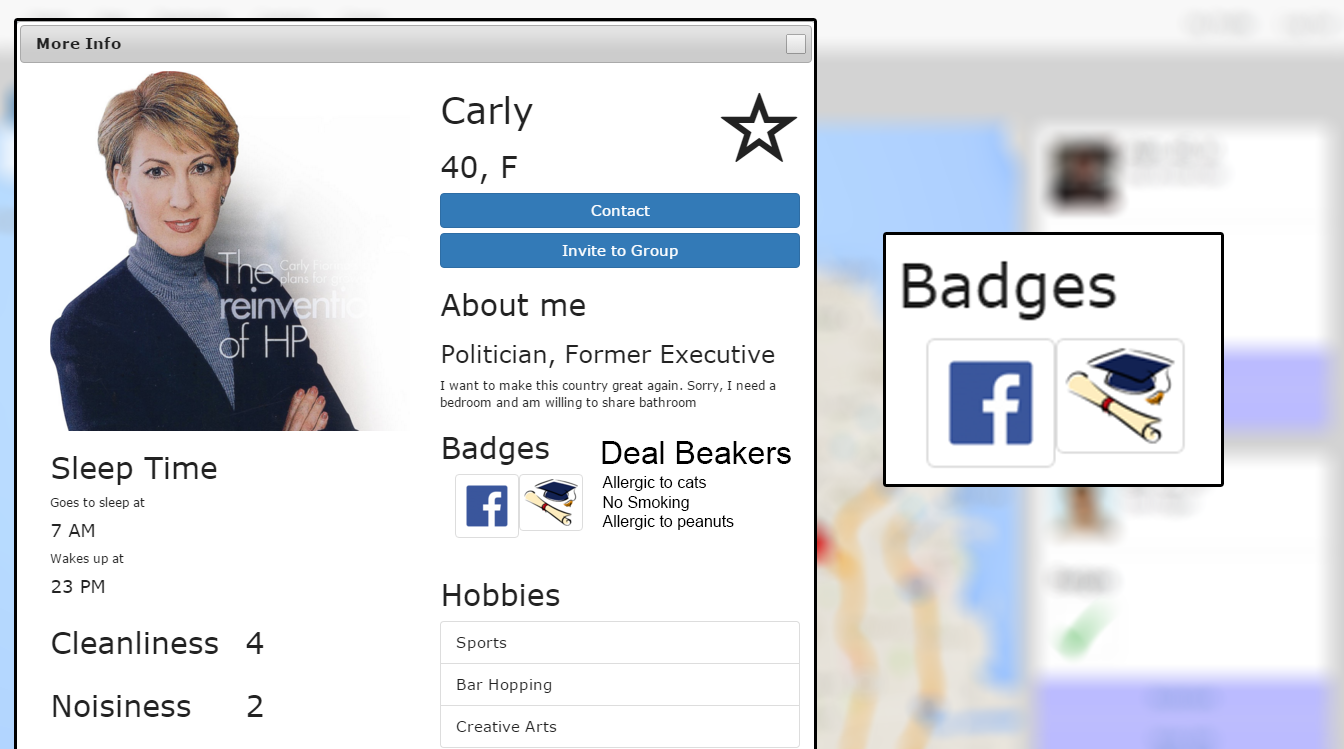 More Info
The
Carly
plans for
reinventi
of HP
Sleep Time
Goes to sleep at
7 AM
Wakes up at
23 PM
Cleanliness 4
Noisiness 2
Carly
40, F
Contact
Invite to Group
About me
Politician, Former Executive
I want to make this country great again. Sorry, I need a
bedroom and am willing to share bathroom
Badges
Deal Beakers
Allergic to cats
No Smoking
Allergic to peanuts
Hobbies
Sports
Bar Hopping
Creative Arts
Badges